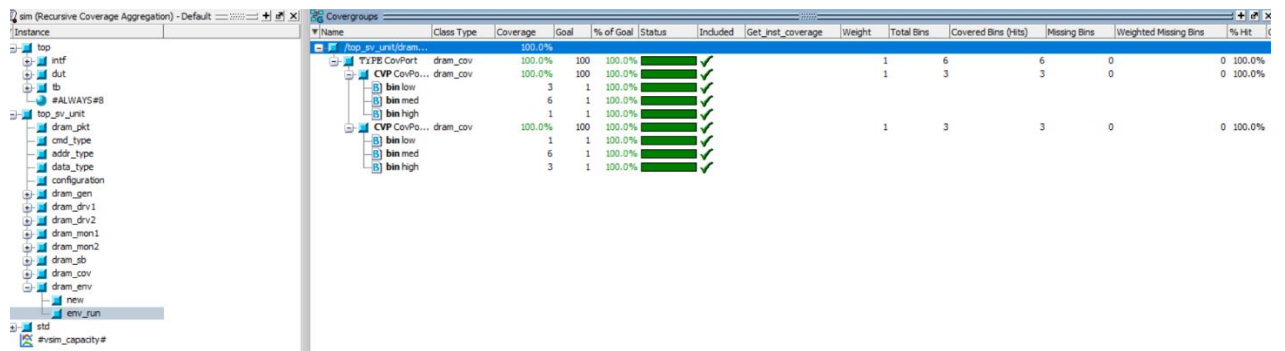 sim (Recursive Coverage Aggregation) - Default
Instance
top
intf
dut
tb
#ALWAYS#8
top_sv_unit
dram_pkt
cmd_type
addr_type
data_type
configuration
dram_gen
dram_drv1
dram_drv2
dram_mon1
dram_mon2
dram_sb
dram_cov
dram_env
new
env_run
std
#vsim_capacity#
Covergroups
Name Class Type Coverage Goal % of Goal Status Included Get_inst_coverage Weight Total Bins Covered Bins (Hits) Missing Bins Weighted Missing Bins % Hit
/top_sv_unit/dram... 100.0%
TYPE CovPort dram_cov 100.0% 100 100.0% 1 6 6 0 0 100.0%
CVP CovPo... dram_cov 100.0% 100 100.0% 1 3 3 0 0 100.0%
B] bin low 3 1 100.0%
B] bin med 6 1 100.0%
B] bin high 1 1 100.0%
CVP CovPo... dram_cov 100.0% 100 100.0% 1 3 3 0 0 100.0%
B] bin low 1 1 100.0%
B] bin med 6 1 100.0%
B] bin high 3 1 100.0%